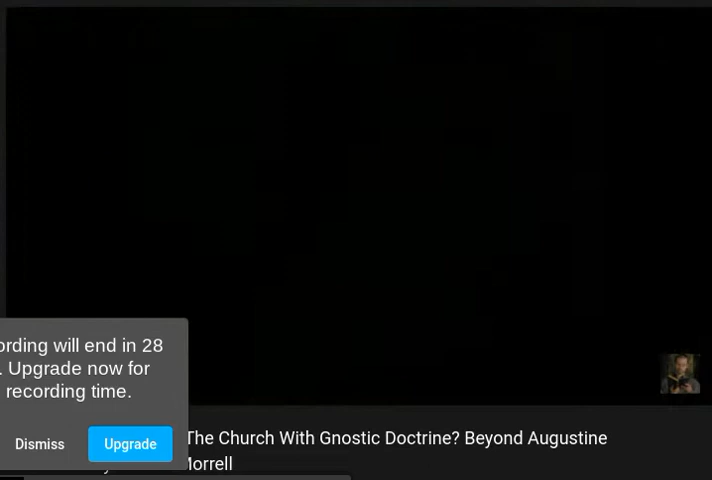 ording will end in 28
. Upgrade now for
recording time.
Dismiss
Upgrade
The Church With Gnostic Doctrine? Beyond Augustine
Morrell